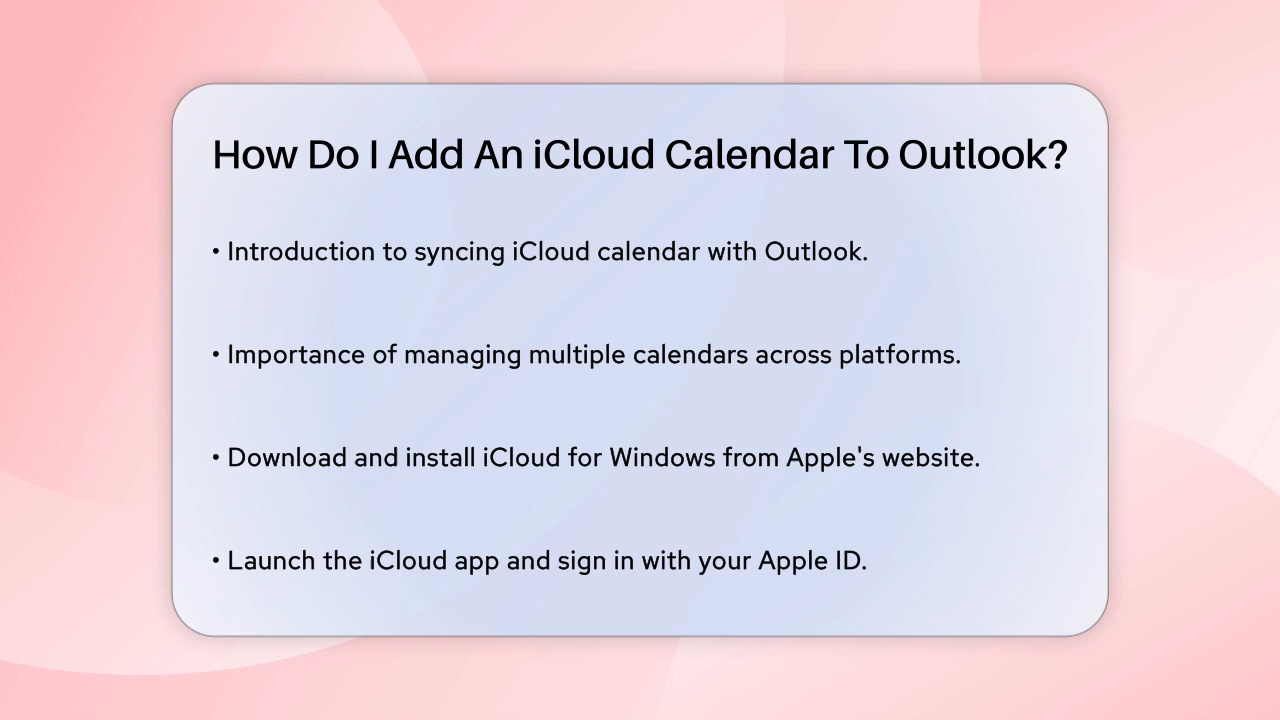 How Do I Add An iCloud Calendar To Outlook?
• Introduction to syncing iCloud calendar with Outlook.
• Importance of managing multiple calendars across platforms.
• Download and install iCloud for Windows from Apple's website.
• Launch the iCloud app and sign in with your Apple ID.